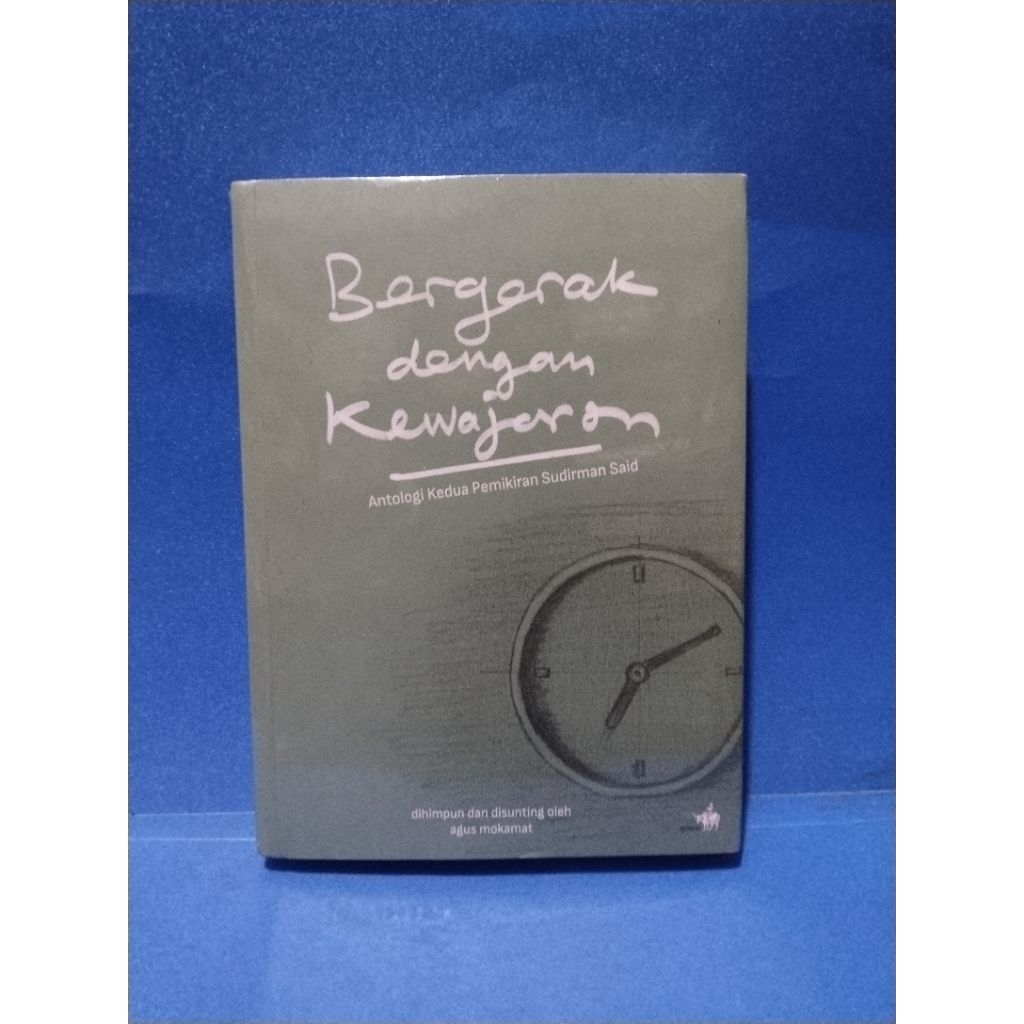 Bergerak
dengan
Kewajaran
Antologi Kedua Pemikiran Sudirman Said
dihimpun dan disunting oleh
agus mokamat